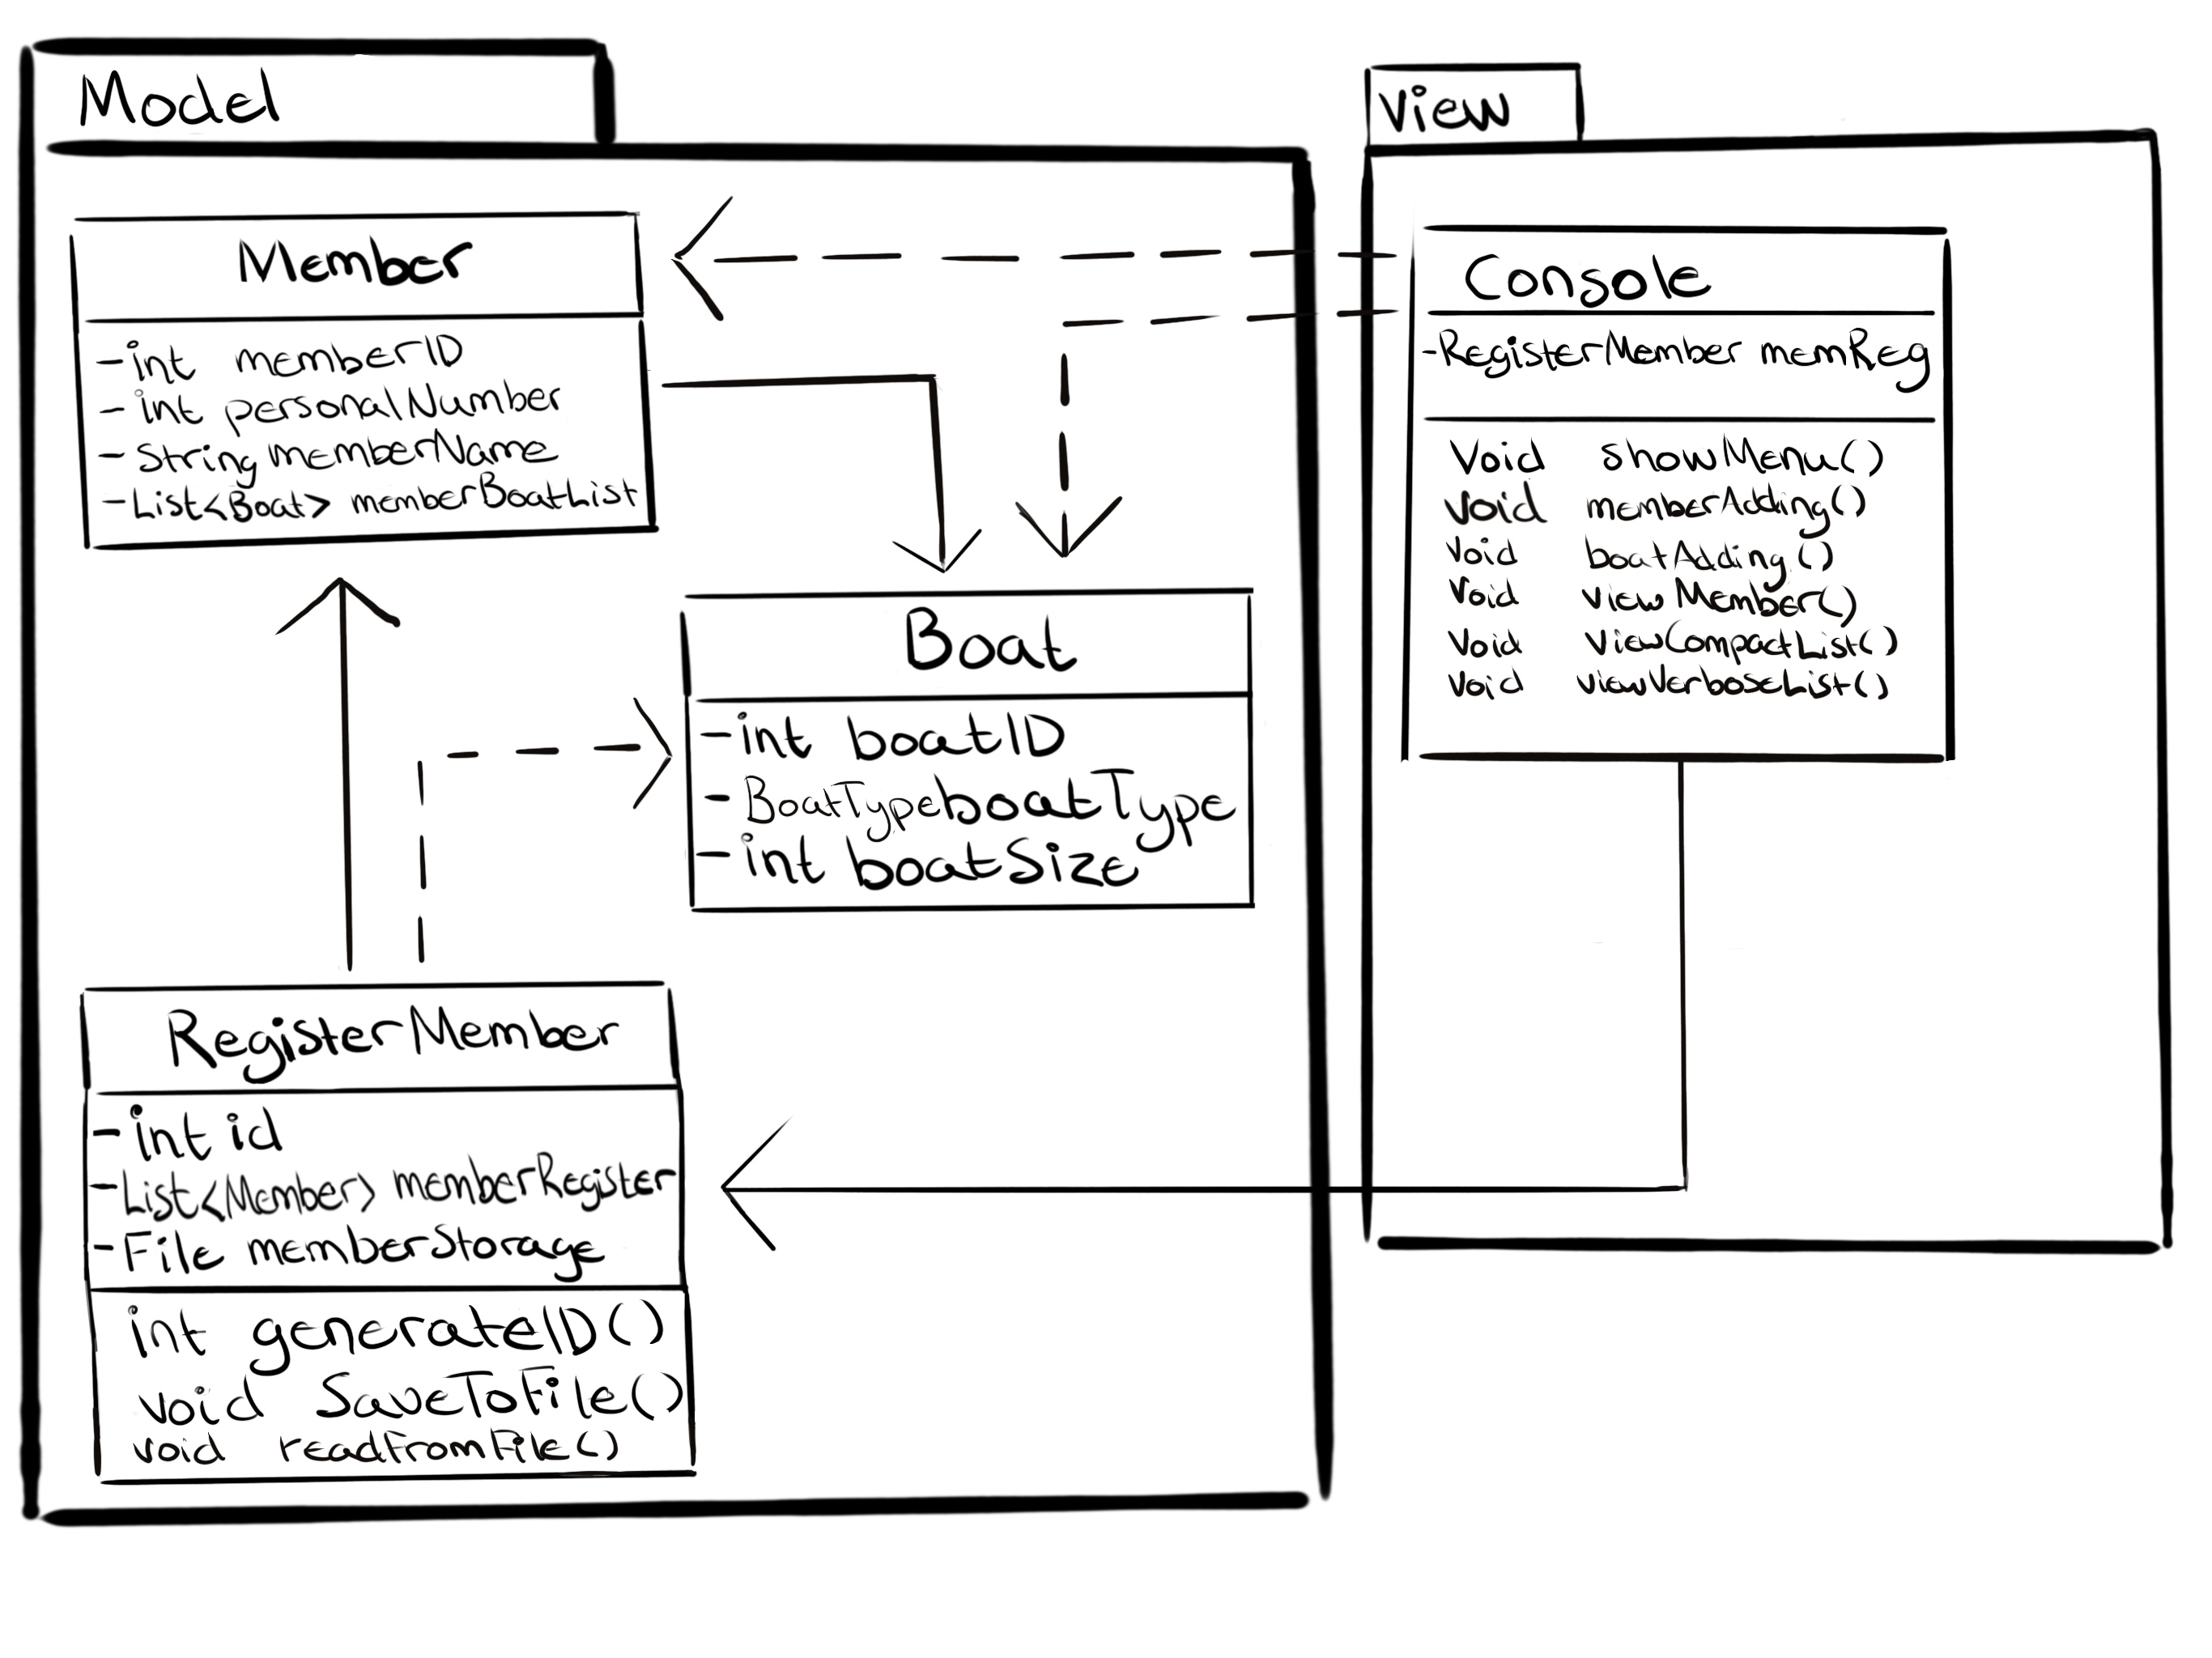 Model
Member
-int memberID
- int personalNumber
- String memberName
- List<Boat> memberBoatList
Boat
-int boatID
- BoatType boatType
- int boatSize
RegisterMember
- int id
- List<Member> memberRegister
- File memberStorage
int generateID()
void SaveToFile()
void readFromFile()
View
Console
-RegisterMember memReg
Void showMenu()
Void memberAdding()
Void boatAdding()
Void viewMember()
Void viewCompactList()
Void viewVerboseList()